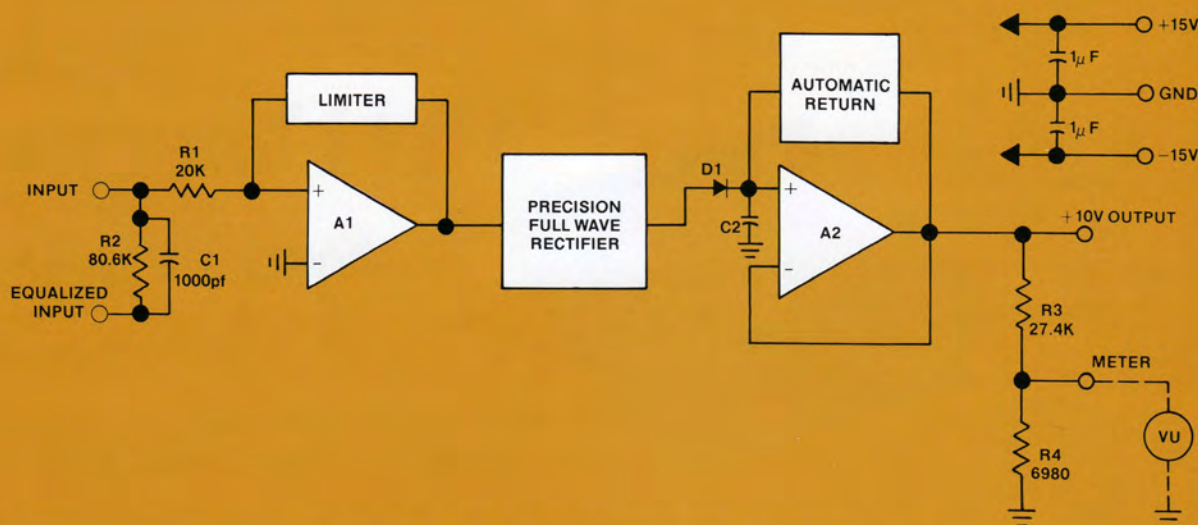 INPUT
R1
20K
R2
80.6K
C1
1000pf
EQUALIZED
INPUT
LIMITER
+
A1
-
PRECISION
FULL WAVE
RECTIFIER
D1
C2
AUTOMATIC
RETURN
+
A2
-
+15V
1µF
GND
1µF
-15V
+10V OUTPUT
R3
27.4K
METER
VU
R4
6980